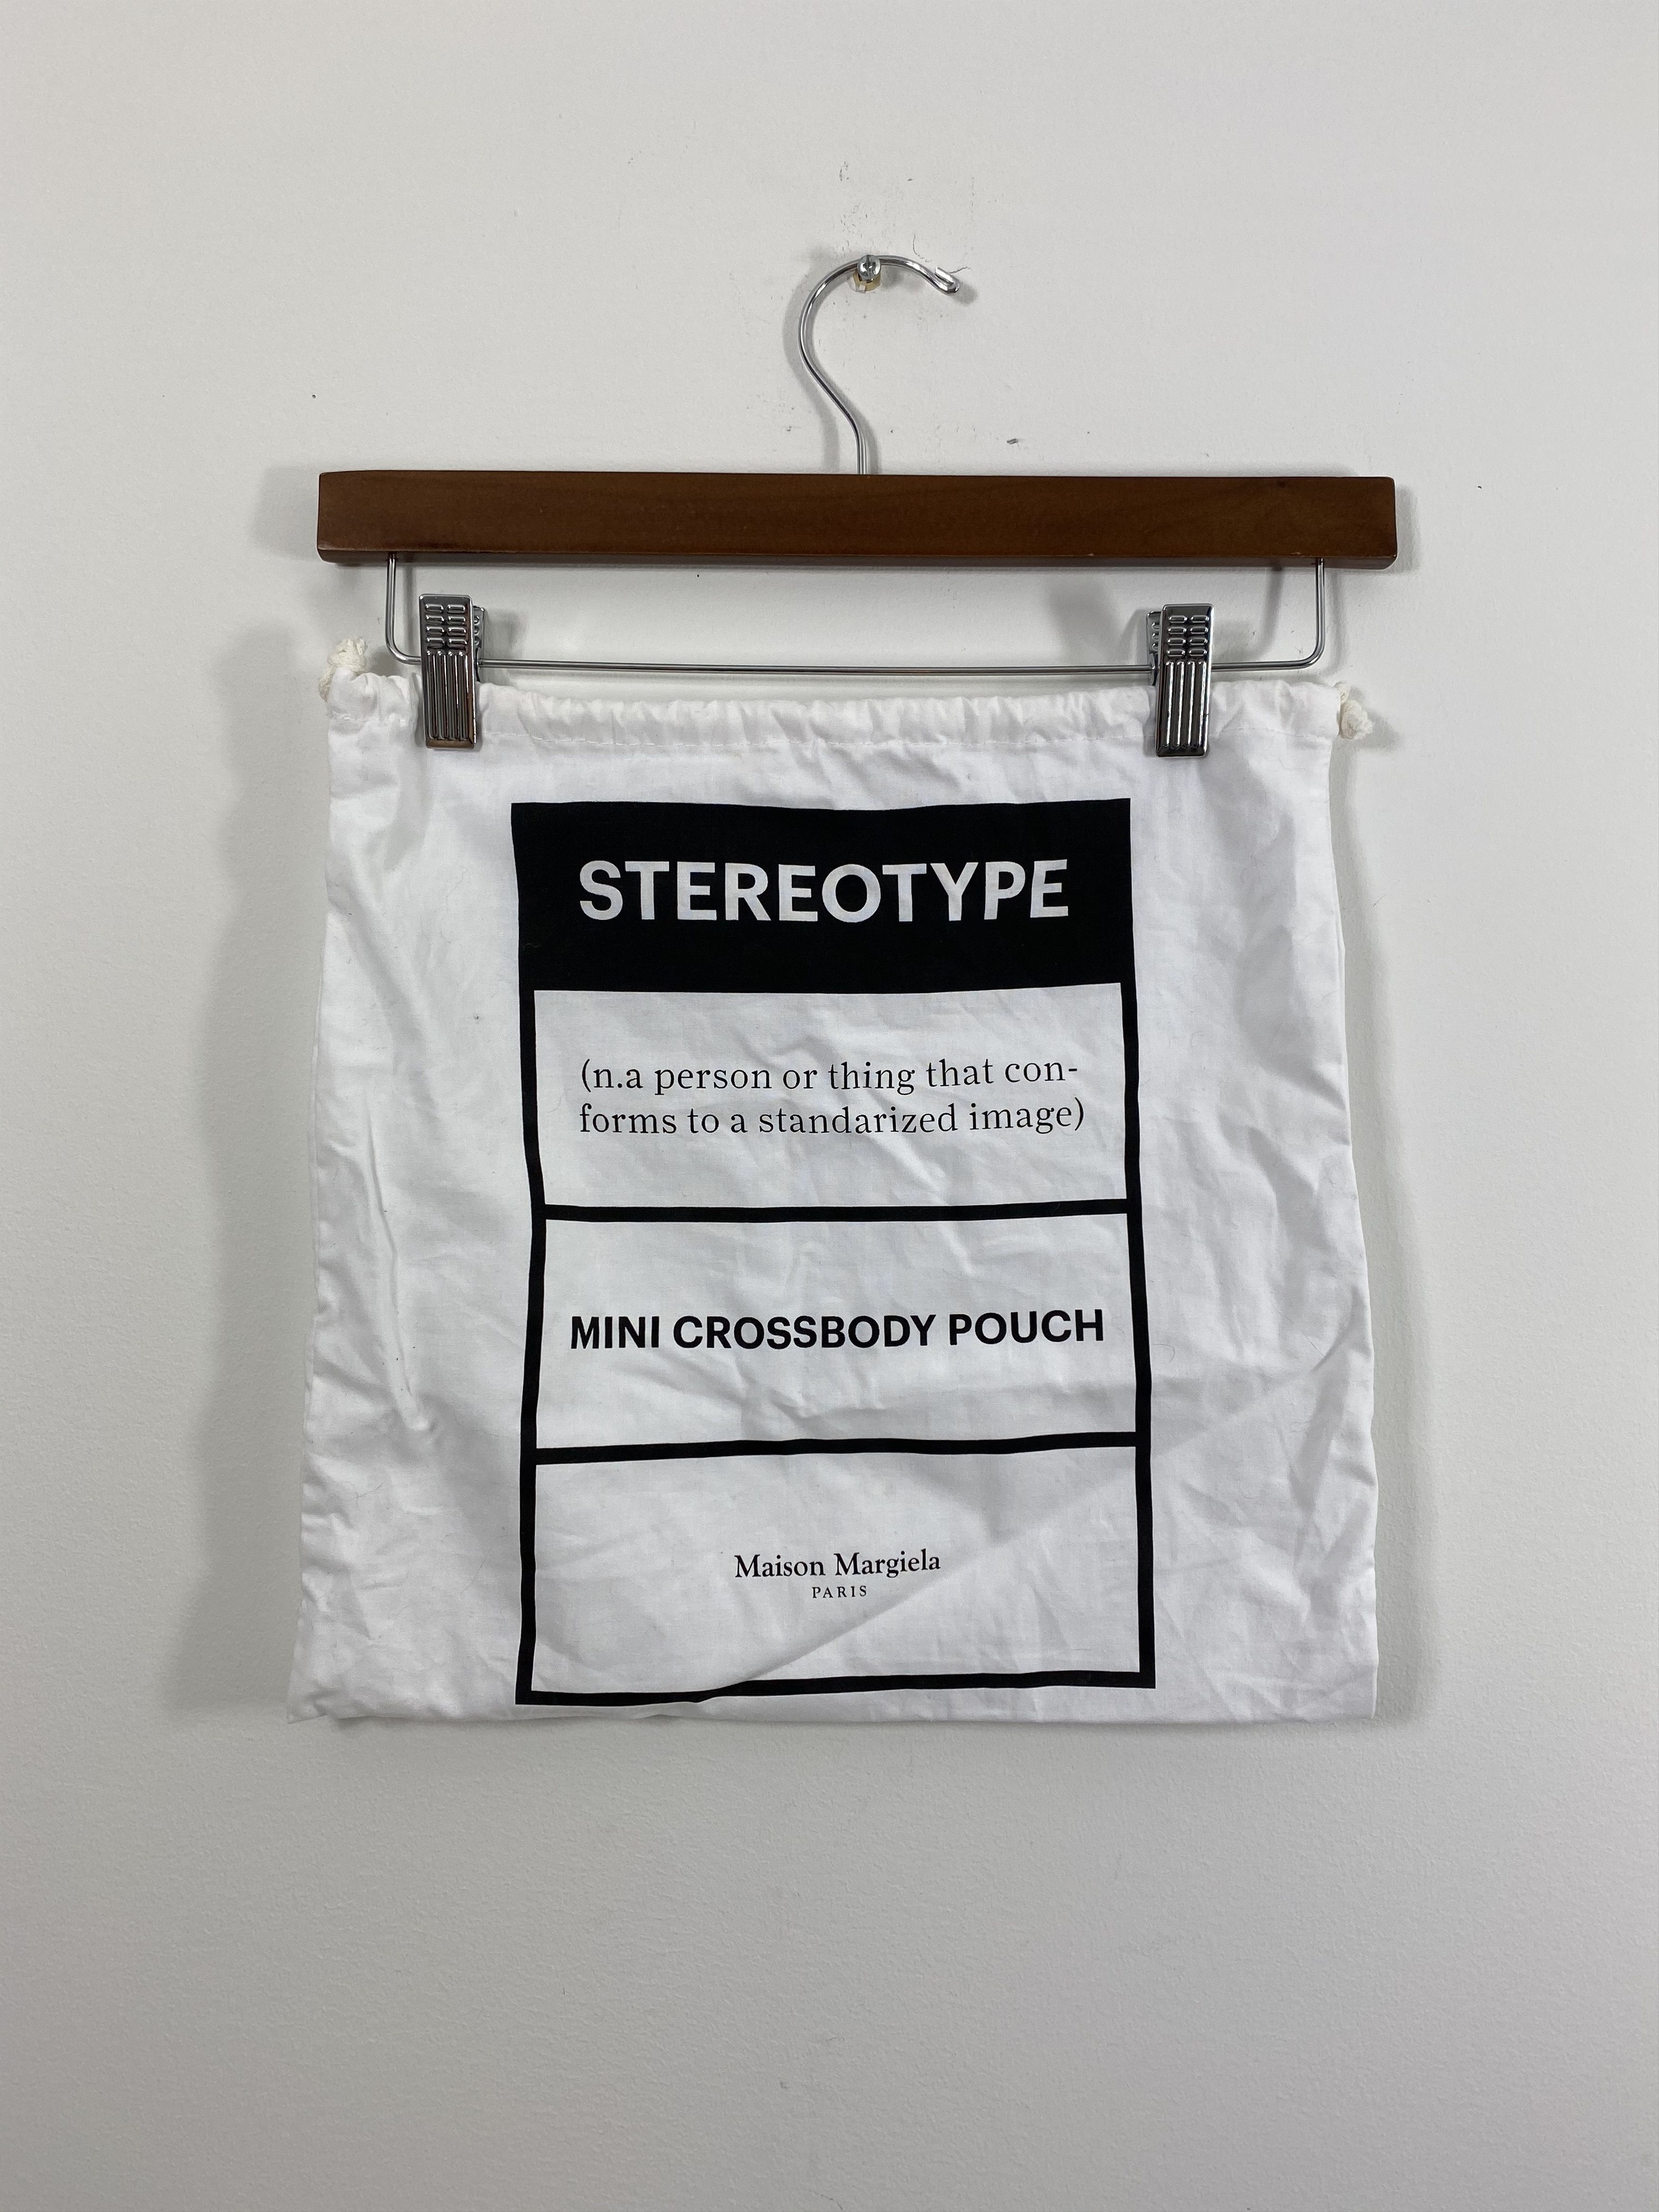 STEREOTYPE
(n.a person or thing that con-
forms to a standarized image)
MINI CROSSBODY POUCH
Maison Margiela
PARIS